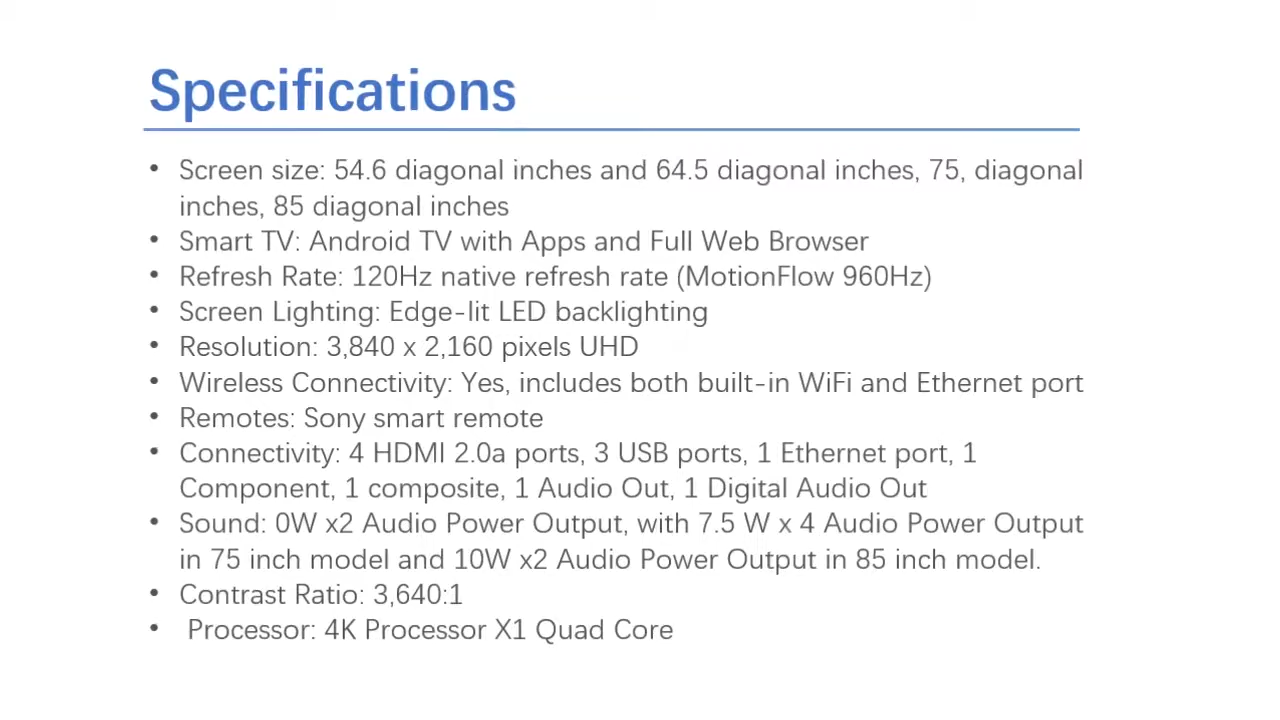 Specifications
• Screen size: 54.6 diagonal inches and 64.5 diagonal inches, 75, diagonal
inches, 85 diagonal inches
• Smart TV: Android TV with Apps and Full Web Browser
• Refresh Rate: 120Hz native refresh rate (MotionFlow 960Hz)
• Screen Lighting: Edge-lit LED backlighting
• Resolution: 3,840 x 2,160 pixels UHD
• Wireless Connectivity: Yes, includes both built-in WiFi and Ethernet port
• Remotes: Sony smart remote
• Connectivity: 4 HDMI 2.0a ports, 3 USB ports, 1 Ethernet port, 1
Component, 1 composite, 1 Audio Out, 1 Digital Audio Out
• Sound: 0W x2 Audio Power Output, with 7.5 W x 4 Audio Power Output
in 75 inch model and 10W x2 Audio Power Output in 85 inch model.
• Contrast Ratio: 3,640:1
• Processor: 4K Processor X1 Quad Core